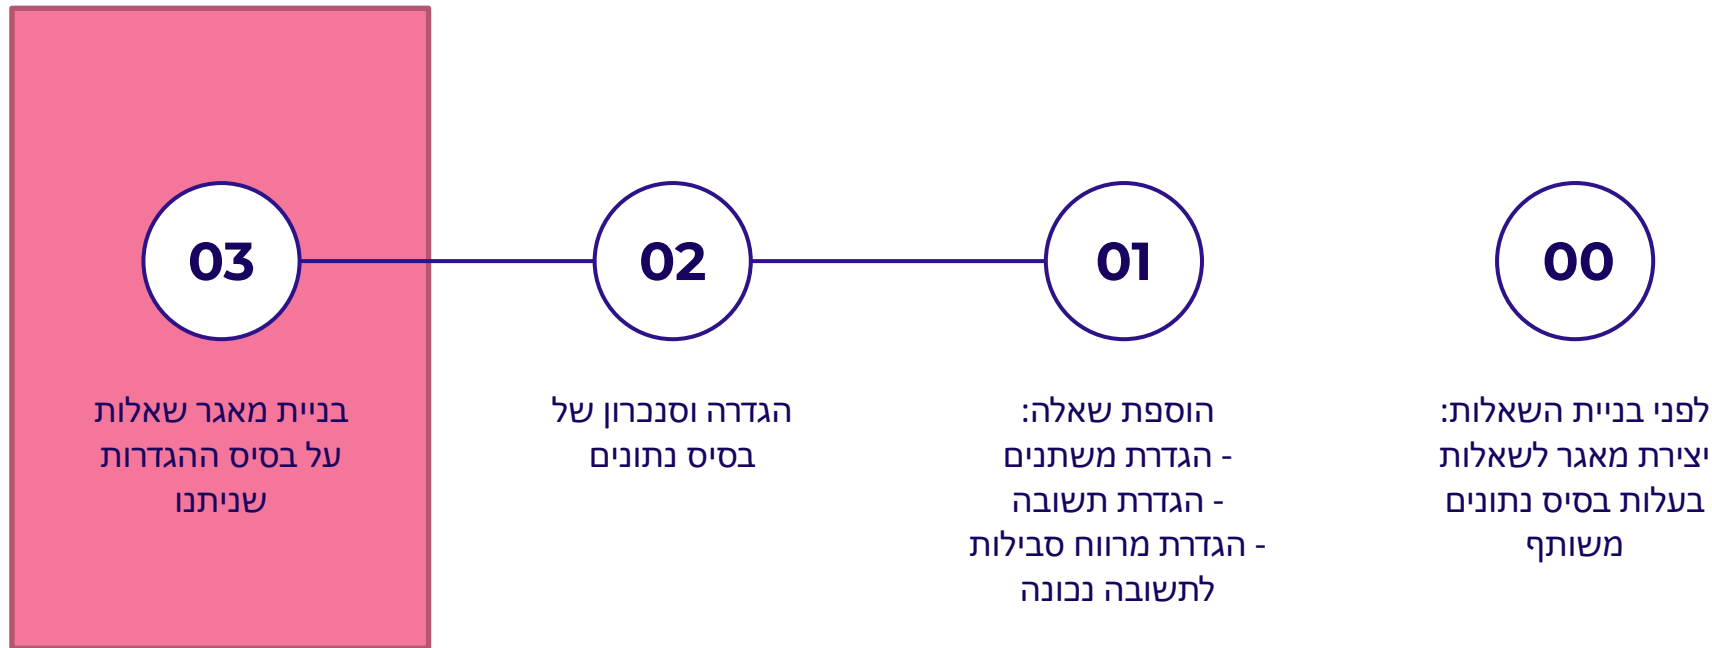 00
לפני בניית השאלות:
יצירת מאגר לשאלות
בעלות בסיס נתונים
משותף
01
הוספת שאלה:
- הגדרת משתנים
- הגדרת תשובה
- הגדרת מרווח סבילות
לתשובה נכונה
02
הגדרה וסנכרון של
בסיס נתונים
03
בניית מאגר שאלות
על בסיס ההגדרות
שניתנו